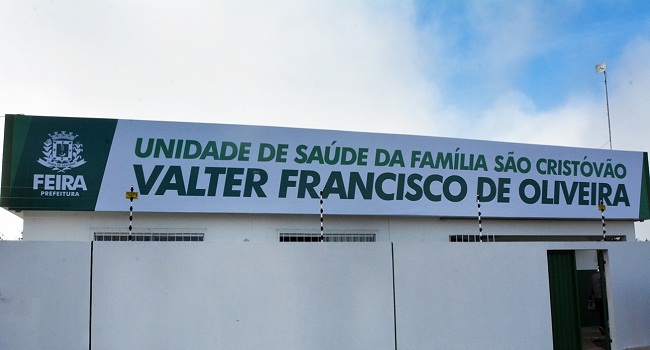 FEIRA
PREFEITURA
UNIDADE DE SAÚDE DA FAMÍLIA SÃO CRISTÓVÃO
VALTER FRANCISCO DE OLIVEIRA